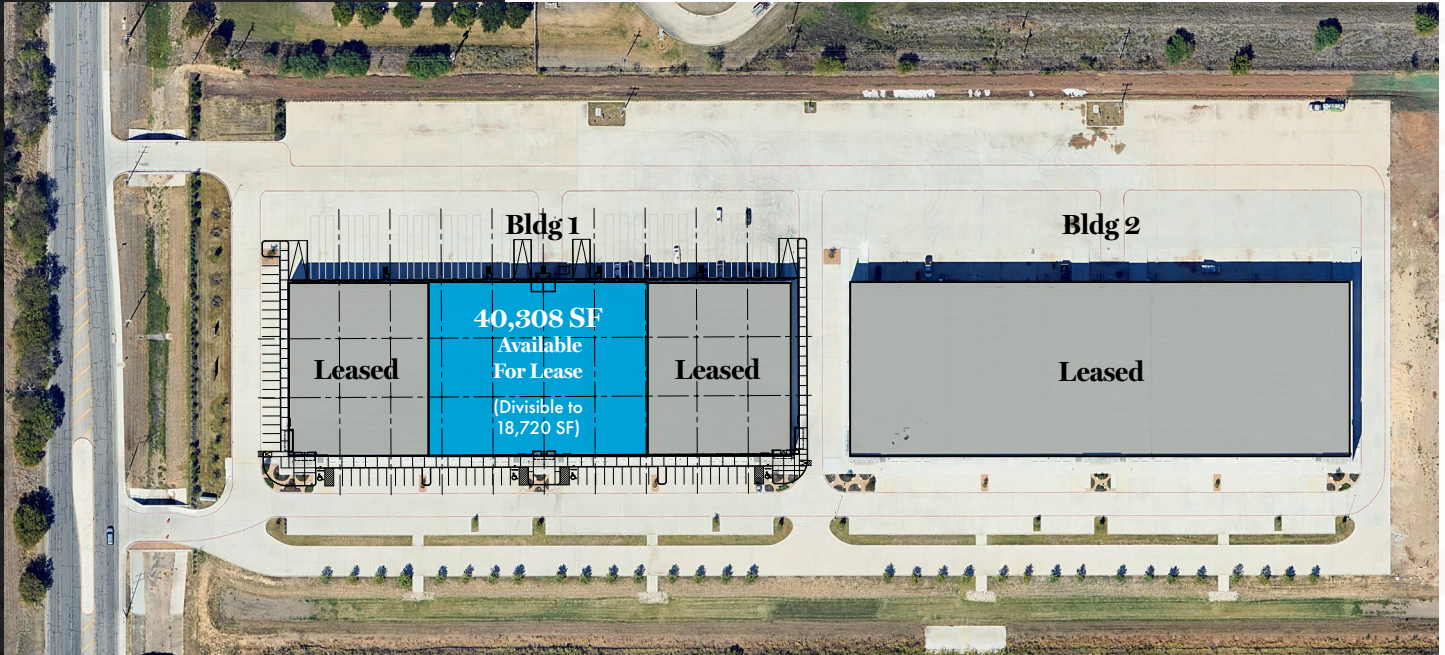 Bldg 1
Bldg 2
40,308 SF
Available
For Lease
(Divisible to
18,720 SF)
Leased
Leased
Leased